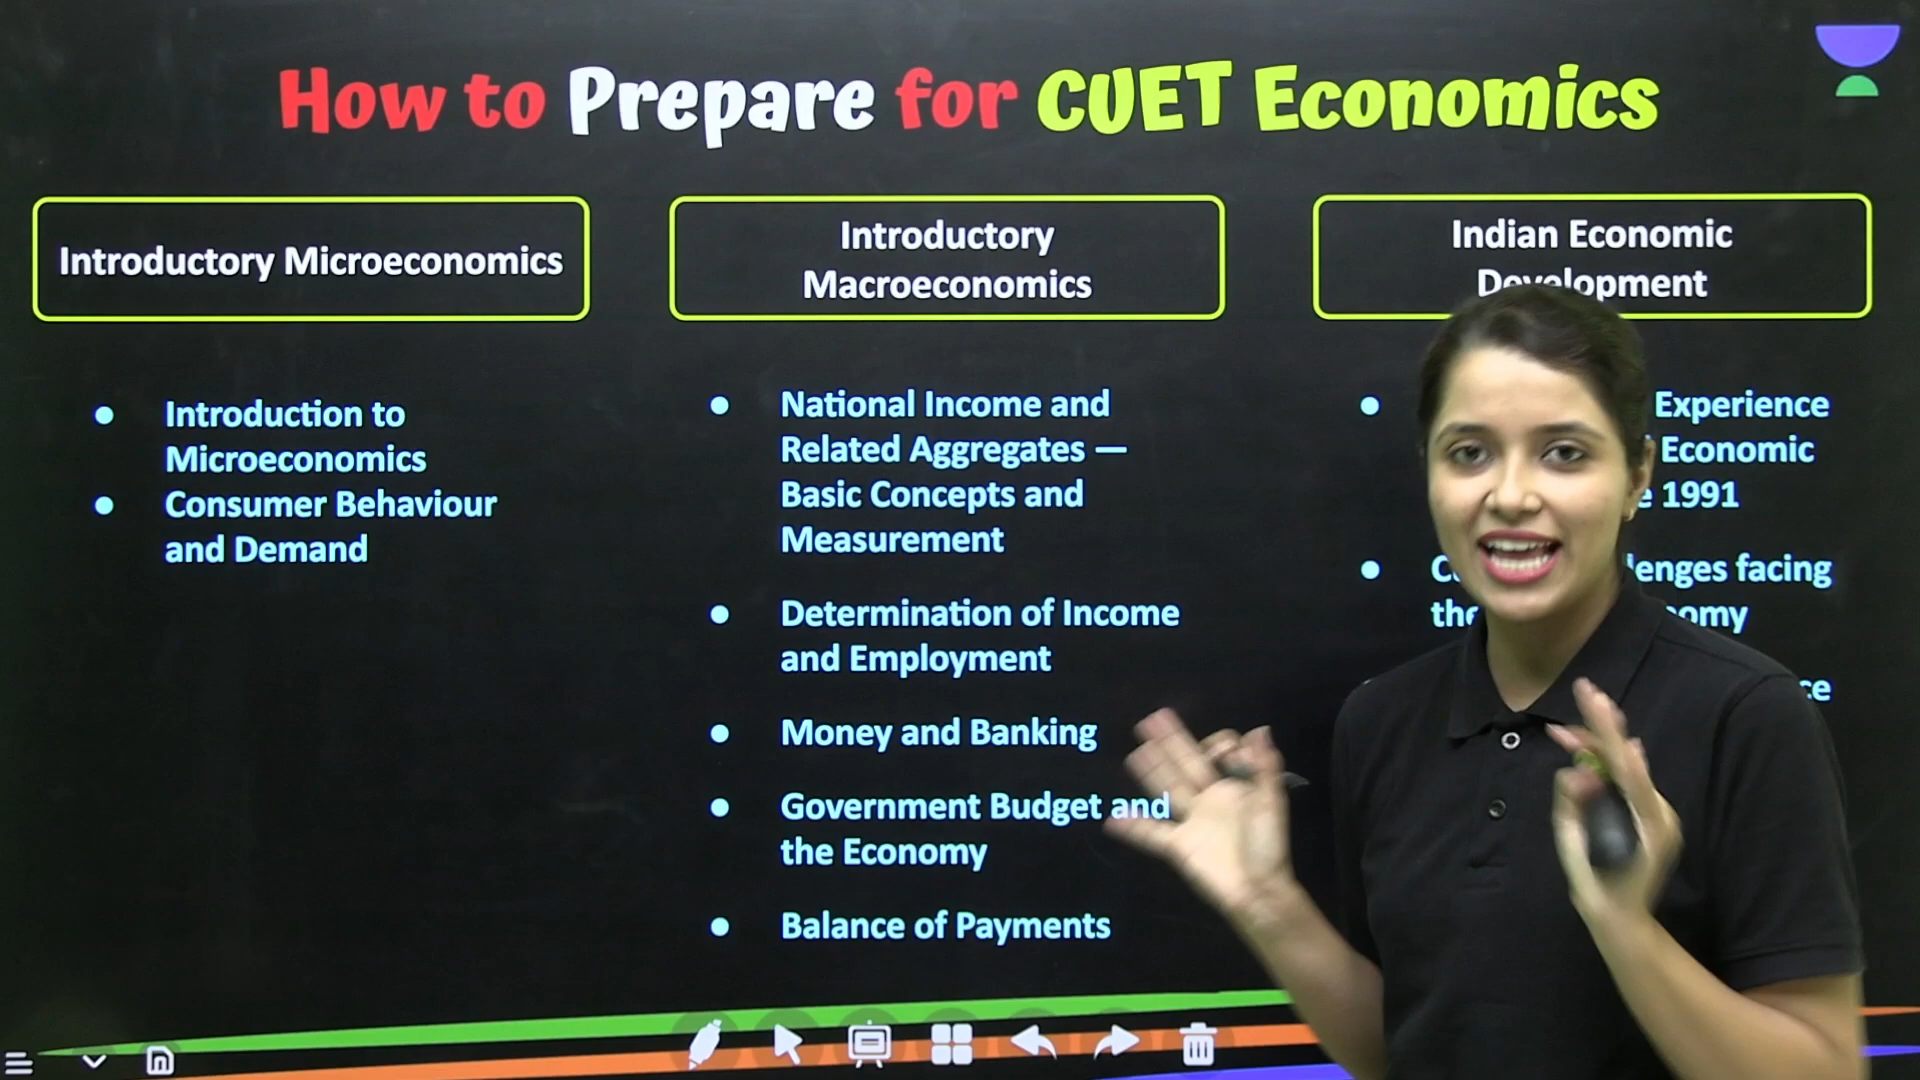 How to Prepare for CUET Economics
Introductory Microeconomics
Introduction to
Microeconomics
Consumer Behaviour
and Demand
Introductory
Macroeconomics
National Income and
Related Aggregates —
Basic Concepts and
Measurement
Determination of Income
and Employment
Money and Banking
Government Budget and
the Economy
Balance of Payments
Indian Economic
Development
Experience
Economic
1991
facing